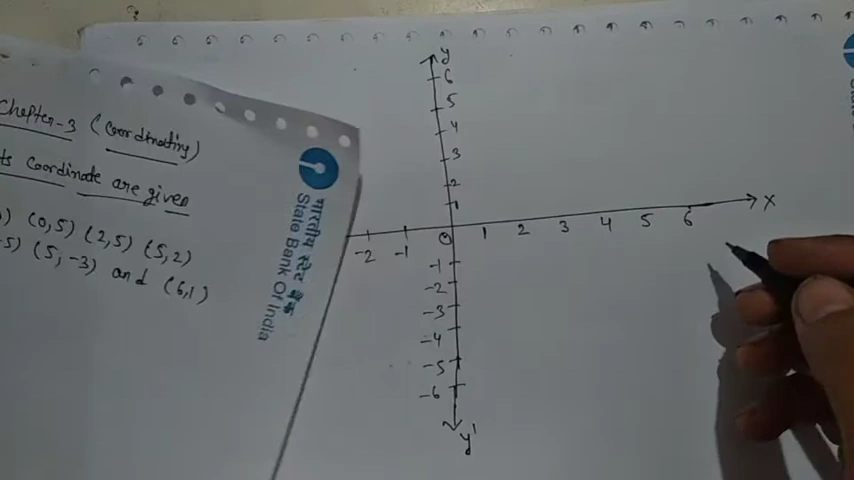 Chapter-3 (Coordinating)
ts Coordinate are given
) (0,5) (2,5) (5,2)
-5) (5,-3) and (6,1)
भारतीय स्टेट बैंक
State Bank Of India
y
6
5
4
3
2
1
-2 -1 0 1 2 3 4 5 6 X
-1
-2
-3
-4
-5
-6
y'